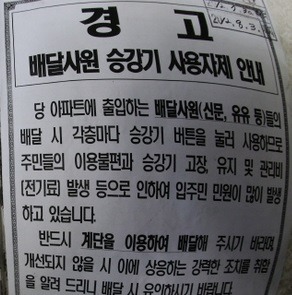 경 고
배달사원 승강기 사용자제 안내
당 아파트에 출입하는 배달사원(신문, 우유 등)들의
배달 시 각층마다 승강기 버튼을 눌러 사용하므로
주민들의 이용불편과 승강기 고장, 유지 및 관리비
(전기료) 발생 등으로 인하여 입주민 민원이 많이 발생
하고 있습니다.
반드시 계단을 이용하여 배달해 주시기 바라며,
개선되지 않을 시 이에 상응하는 강력한 조치를 취함
을 알려 드리니 배달 시 유의하시기 바랍니다.